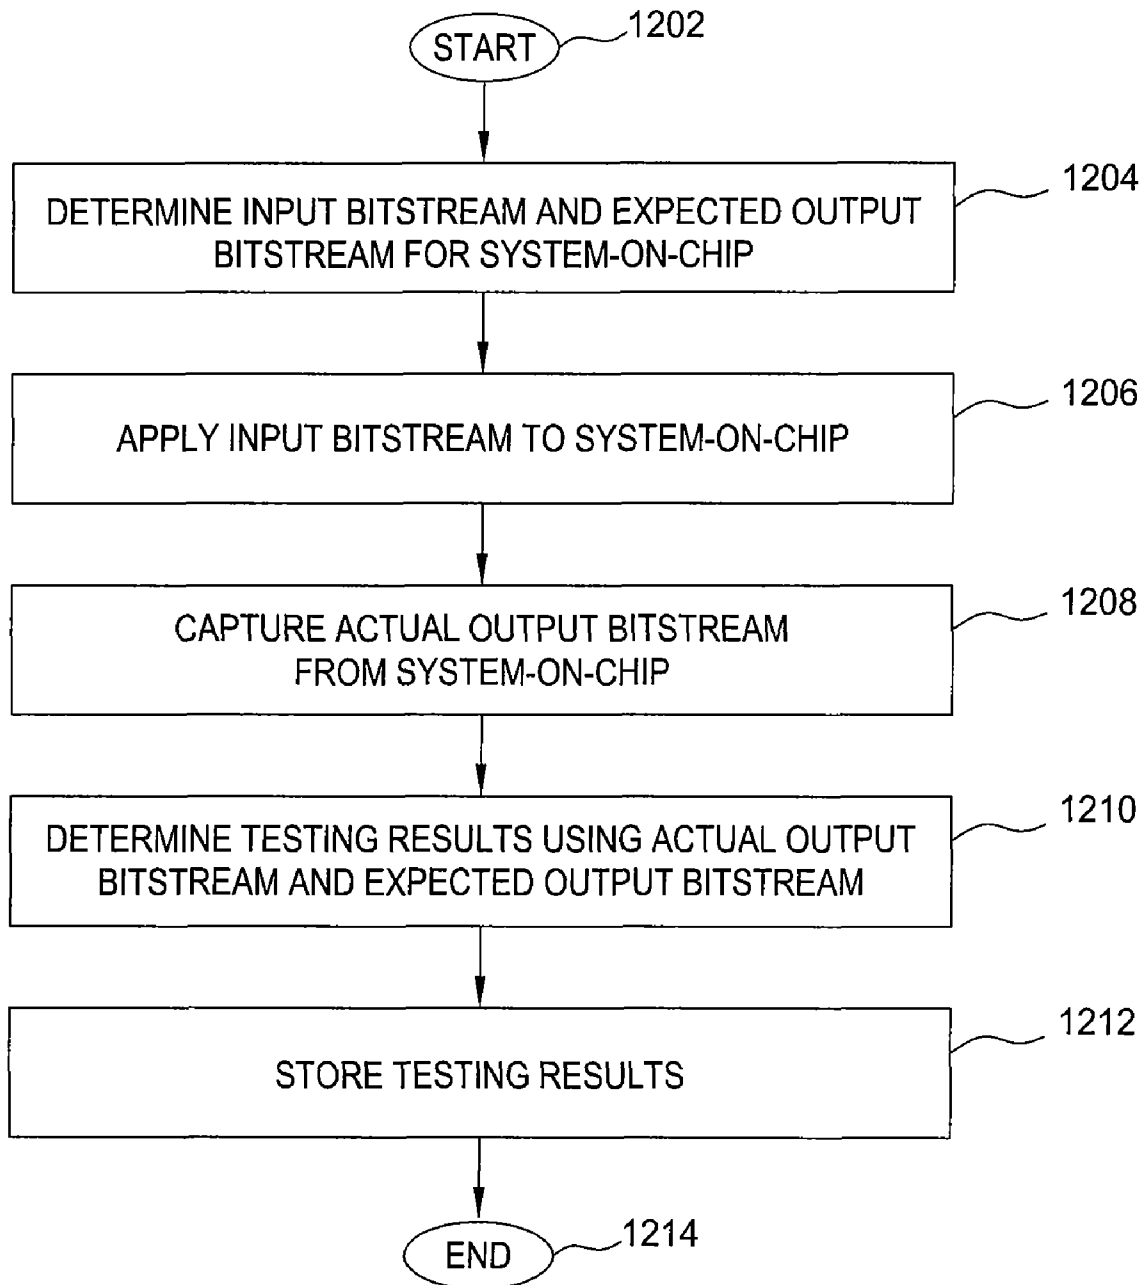 START
1202
DETERMINE INPUT BITSTREAM AND EXPECTED OUTPUT
BITSTREAM FOR SYSTEM-ON-CHIP
1204
APPLY INPUT BITSTREAM TO SYSTEM-ON-CHIP
1206
CAPTURE ACTUAL OUTPUT BITSTREAM
FROM SYSTEM-ON-CHIP
1208
DETERMINE TESTING RESULTS USING ACTUAL OUTPUT
BITSTREAM AND EXPECTED OUTPUT BITSTREAM
1210
STORE TESTING RESULTS
1212
END
1214